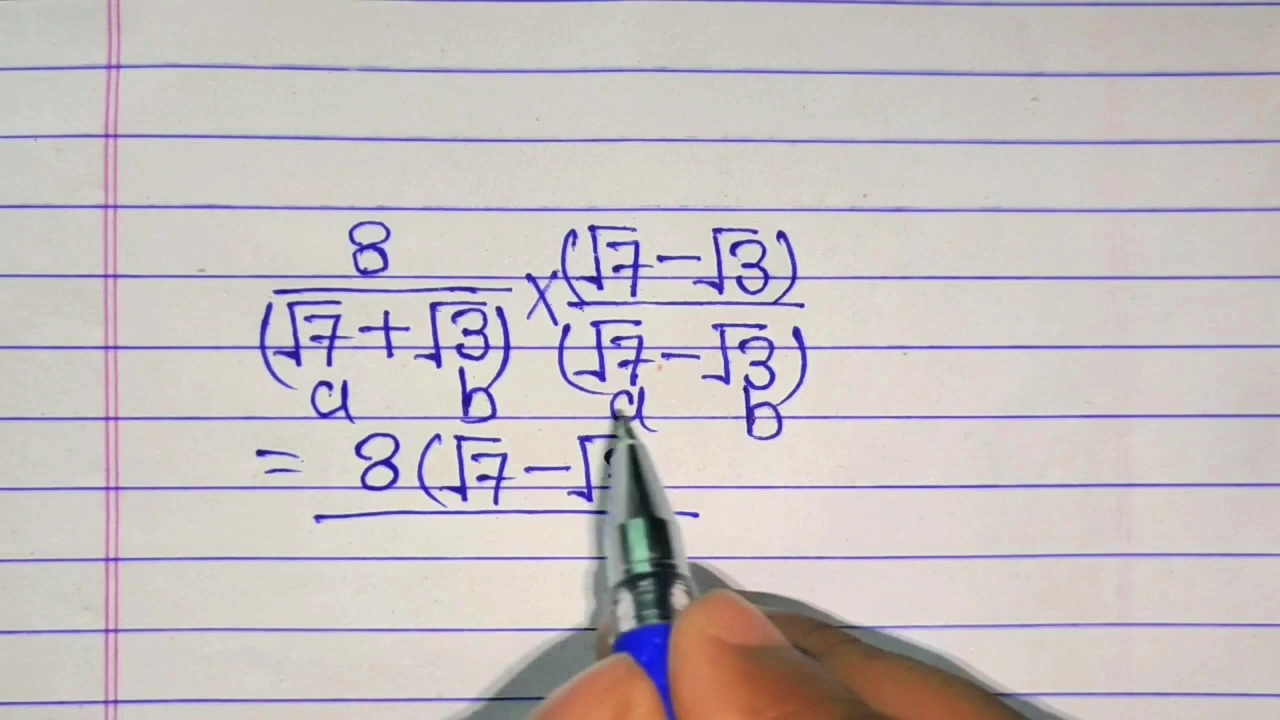 8 (√7-√3)
(√7+√3) × (√7-√3)
a b a b
= 8(√7-√